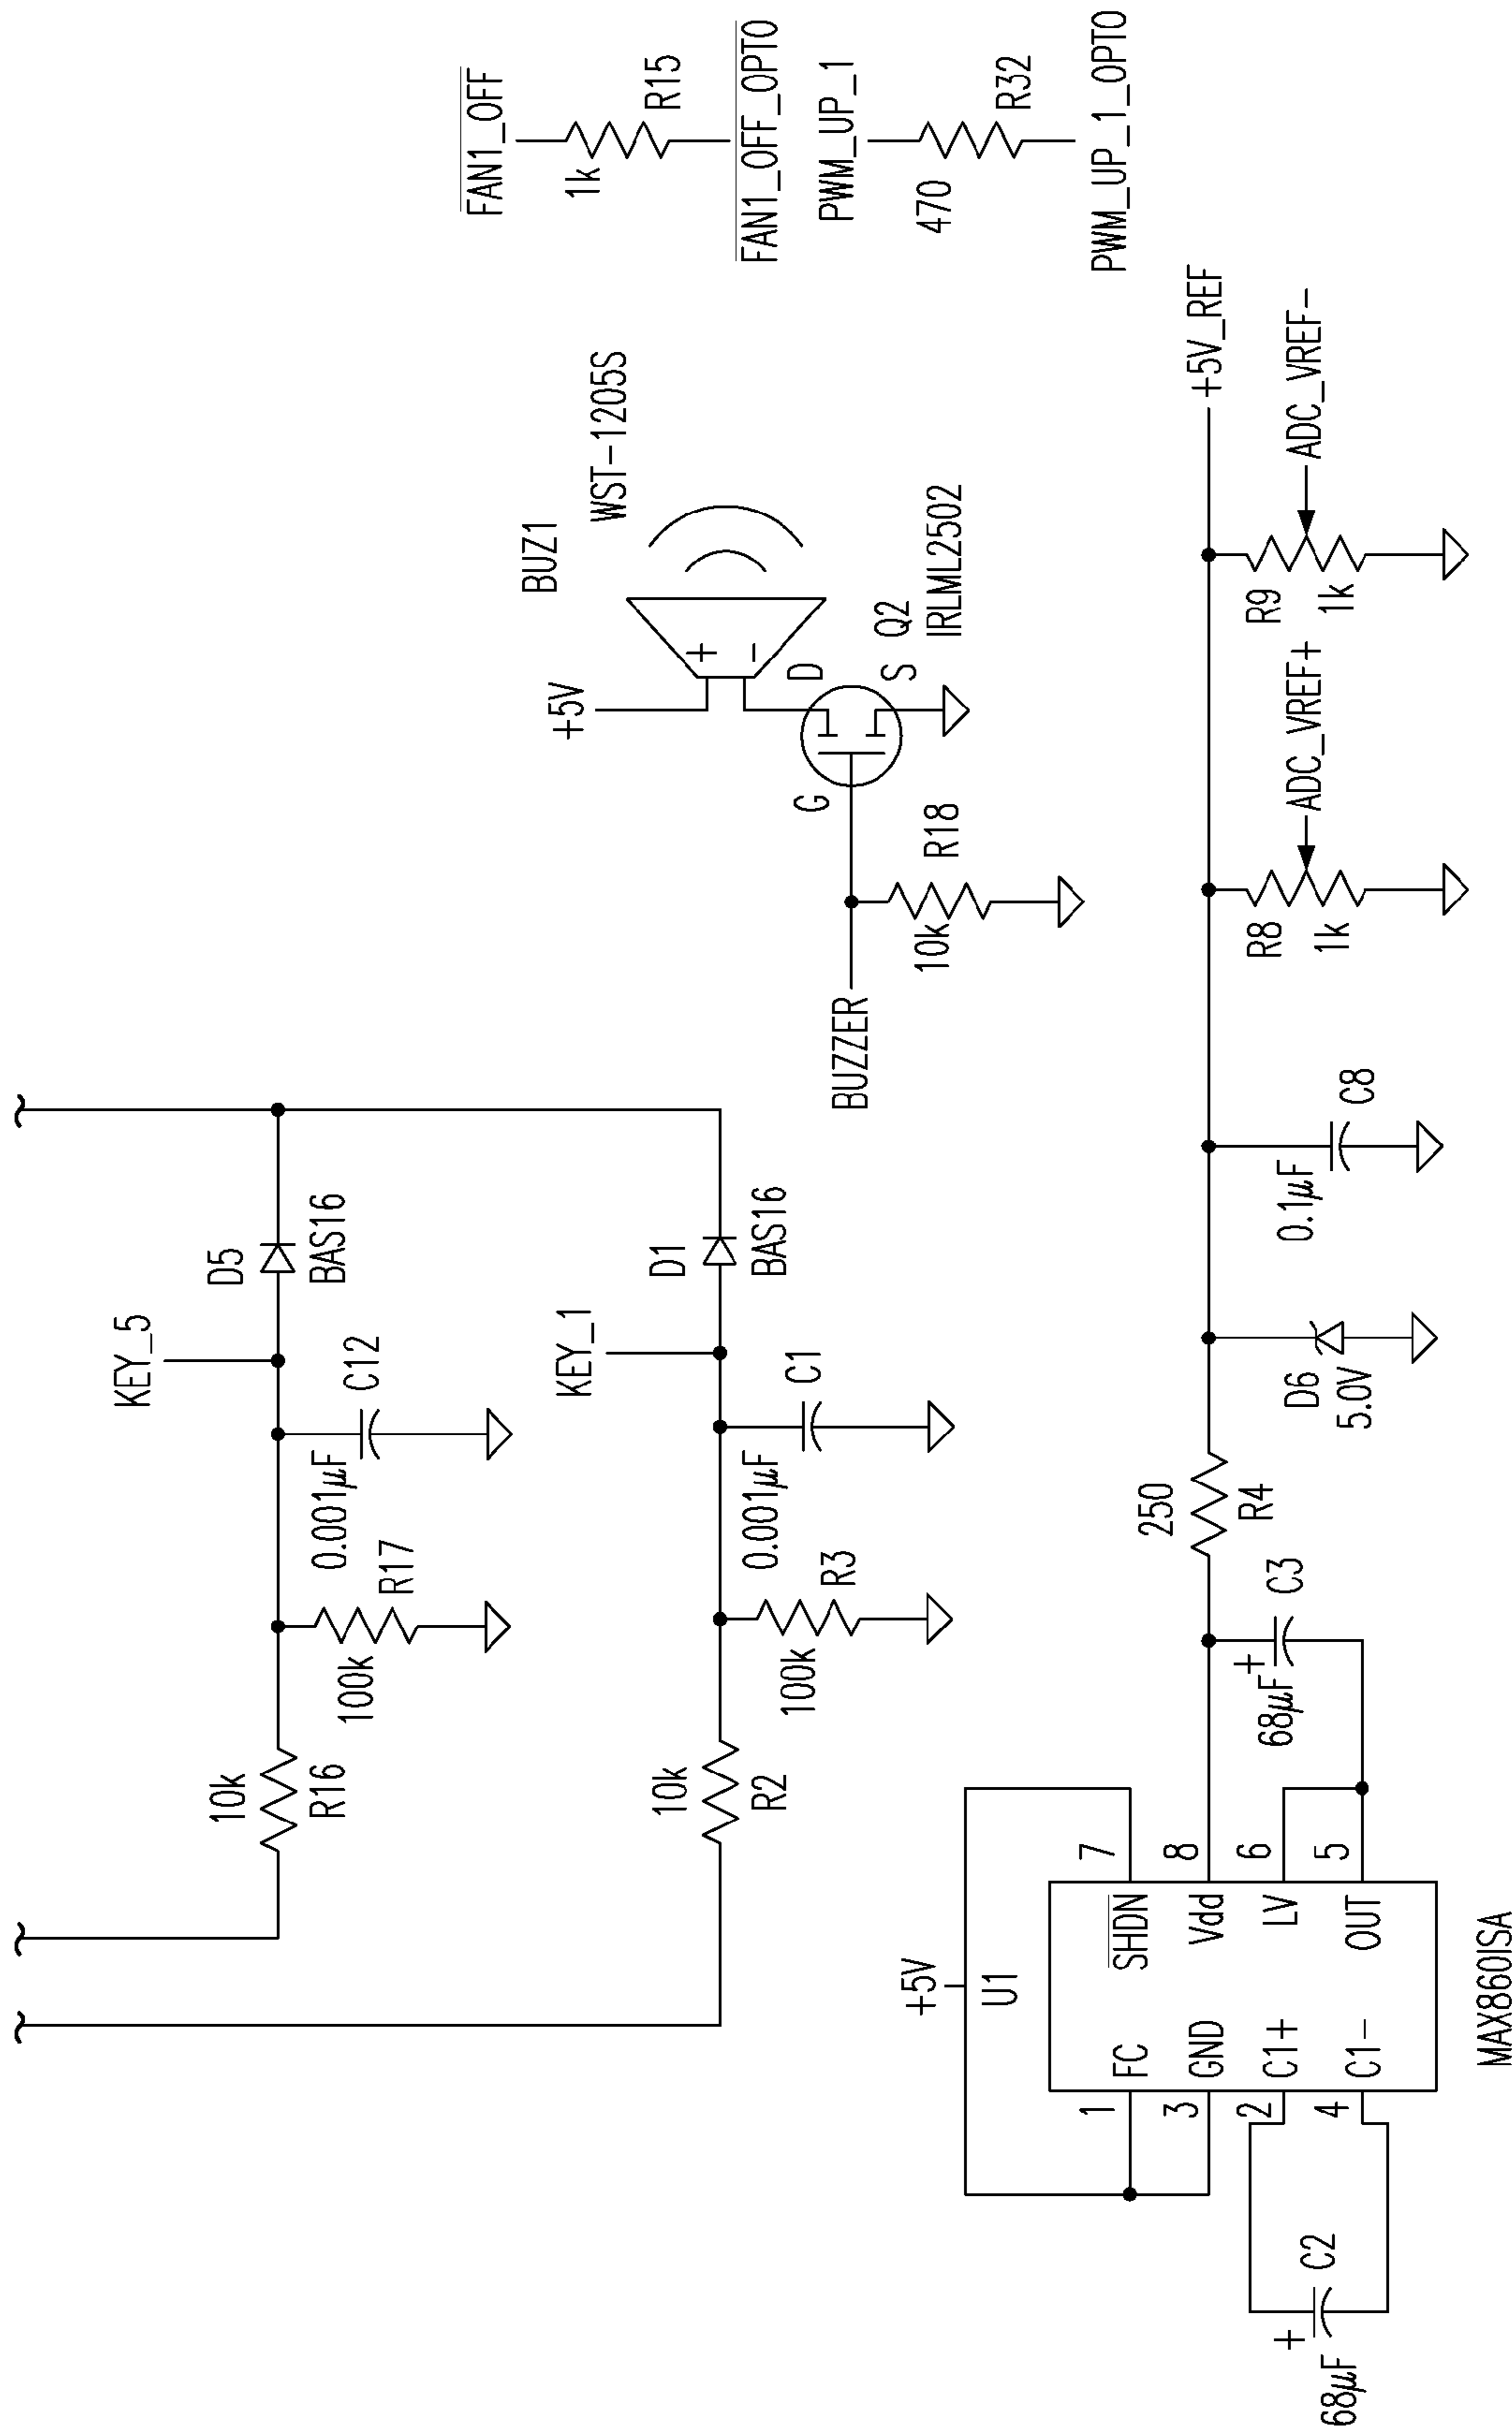 KEY_5
D5
BAS16
10k
R16
100k
R17
0.001µF
C12
KEY_1
D1
BAS16
10k
R2
100k
R3
0.001µF
C1
+5V
BUZ1
WST-1205S
+
-
D
G
S
Q2
IRLML2502
BUZZER
10k
R18
FAN1_OFF
1k
R15
FAN1_OFF_OPTO
PWM_UP_1
470
R32
PWM_UP_1_OPTO
+5V
U1
1
FC
SHDN
7
3
GND
Vdd
8
2
C1+
LV
6
4
C1-
OUT
5
MAX860ISA
+
68µF
C2
+
68µF
C3
250
R4
D6
5.0V
0.1µF
C8
R8
1k
ADC_VREF+
R9
1k
ADC_VREF-
+5V_REF